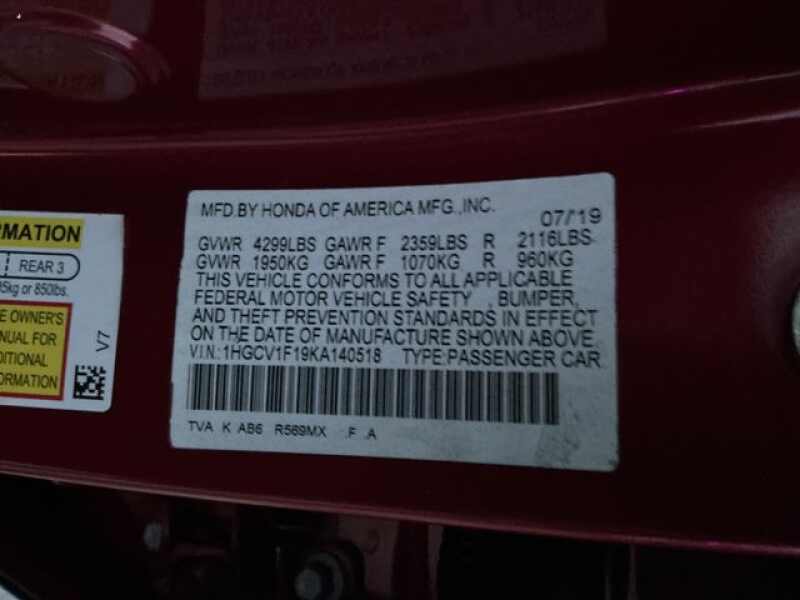 MFD.BY HONDA OF AMERICA MFG.,INC. 07/19
GVWR 4299LBS GAWR F 2359LBS R 2116LBS
GVWR 1950KG GAWR F 1070KG R 960KG
THIS VEHICLE CONFORMS TO ALL APPLICABLE
FEDERAL MOTOR VEHICLE SAFETY , BUMPER,
AND THEFT PREVENTION STANDARDS IN EFFECT
ON THE DATE OF MANUFACTURE SHOWN ABOVE.
V.I.N.:1HGCV1F19KA140518 TYPE:PASSENGER CAR
TVA K AB6 R569MX .F .A
RMATION
REAR 3
5kg or 850lbs.
E OWNER'S
NUAL FOR
DITIONAL
FORMATION
V7